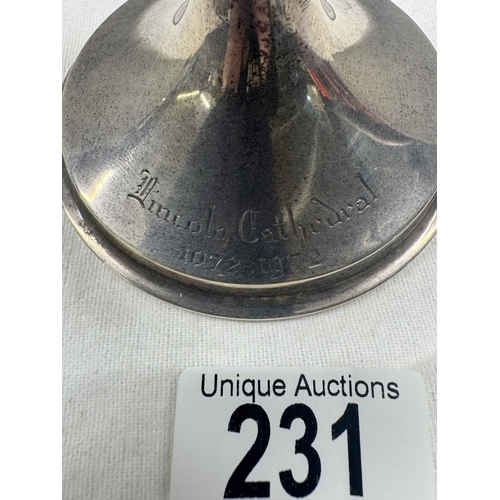 Lincoln Cathedral
1072-1972
Unique Auctions
231